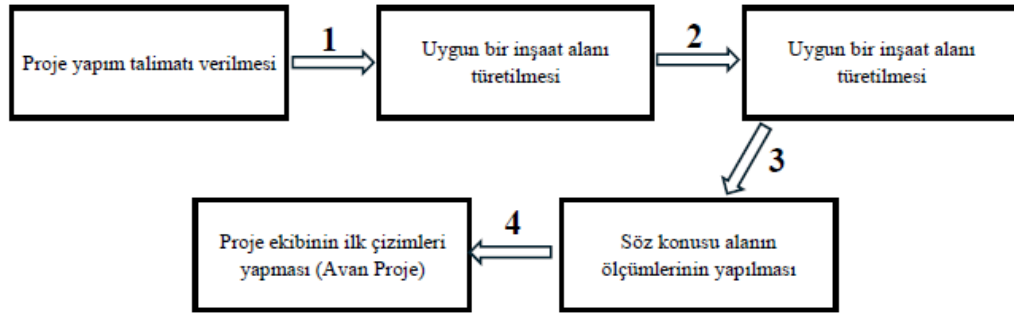 Proje yapım talimatı verilmesi
1
Uygun bir inşaat alanı
türetilmesi
2
Uygun bir inşaat alanı
türetilmesi
3
Söz konusu alanın
ölçümlerinin yapılması
4
Proje ekibinin ilk çizimleri
yapması (Avan Proje)